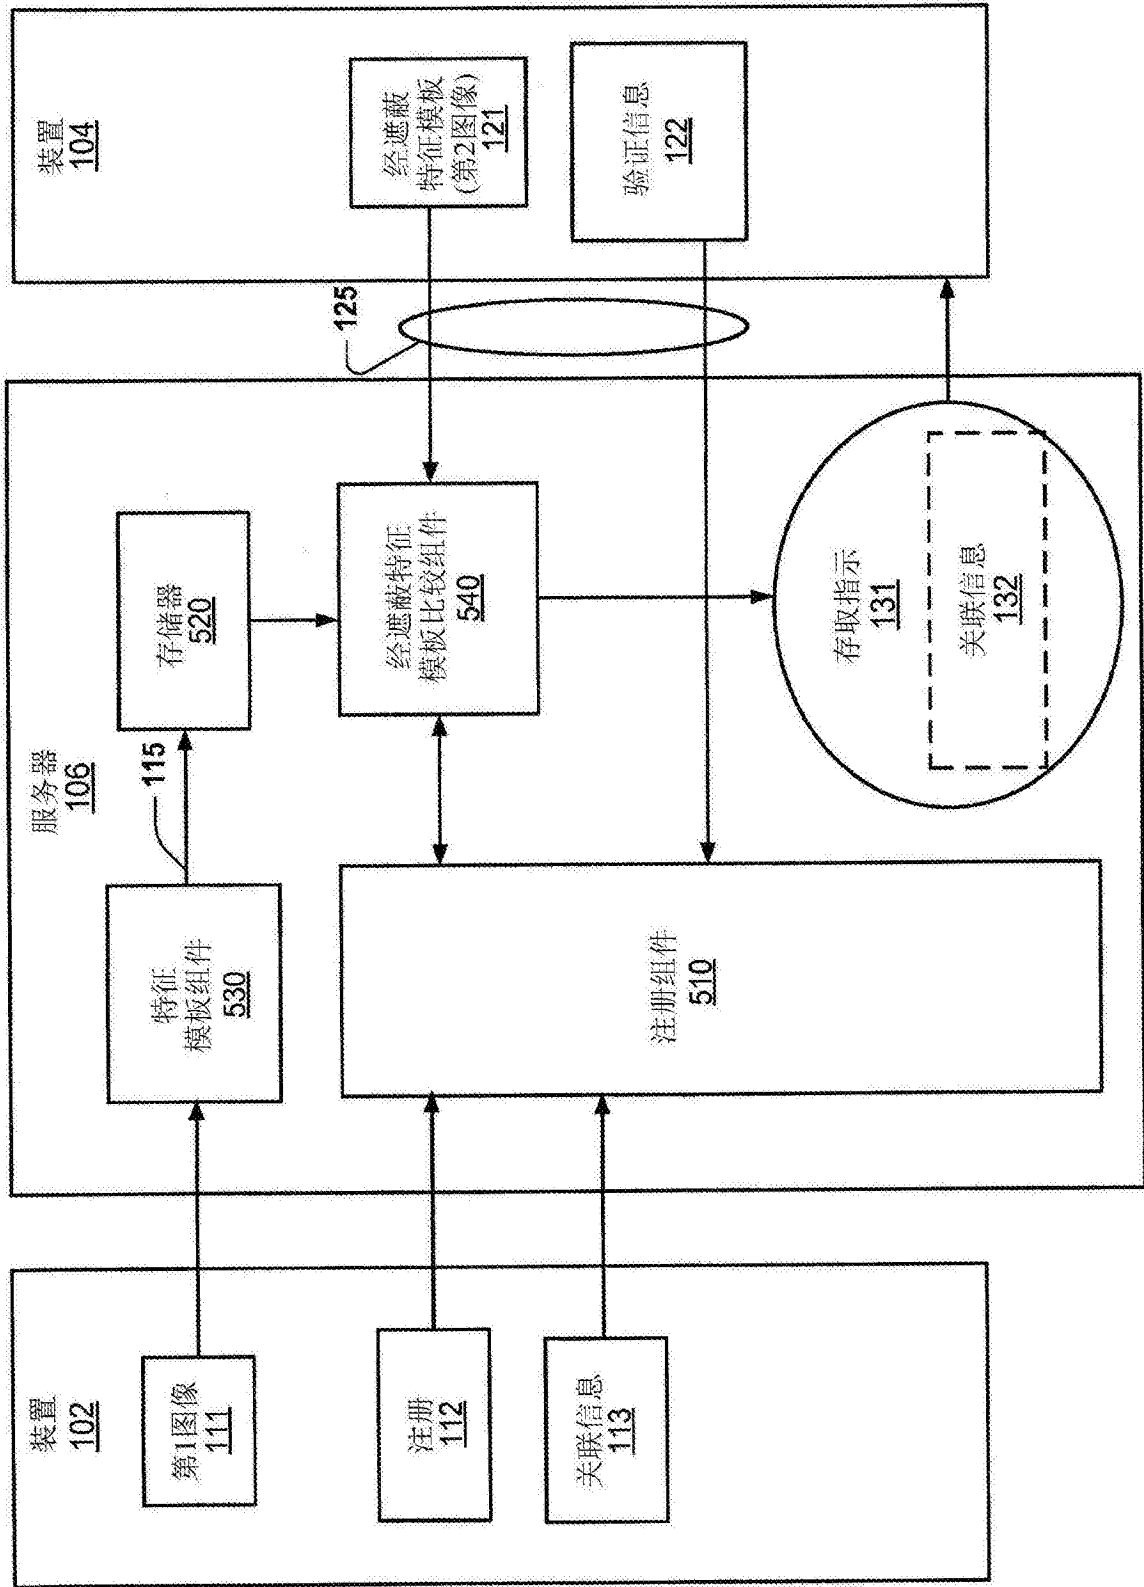 装置
102
第1图像
111
注册
112
关联信息
113
服务器
106
特征
模板组件
530
115
存储器
520
经遮蔽特征
模板比较组件
540
注册组件
510
存取指示
131
关联信息
132
125
装置
104
经遮蔽
特征模板
(第2图像)
121
验证信息
122